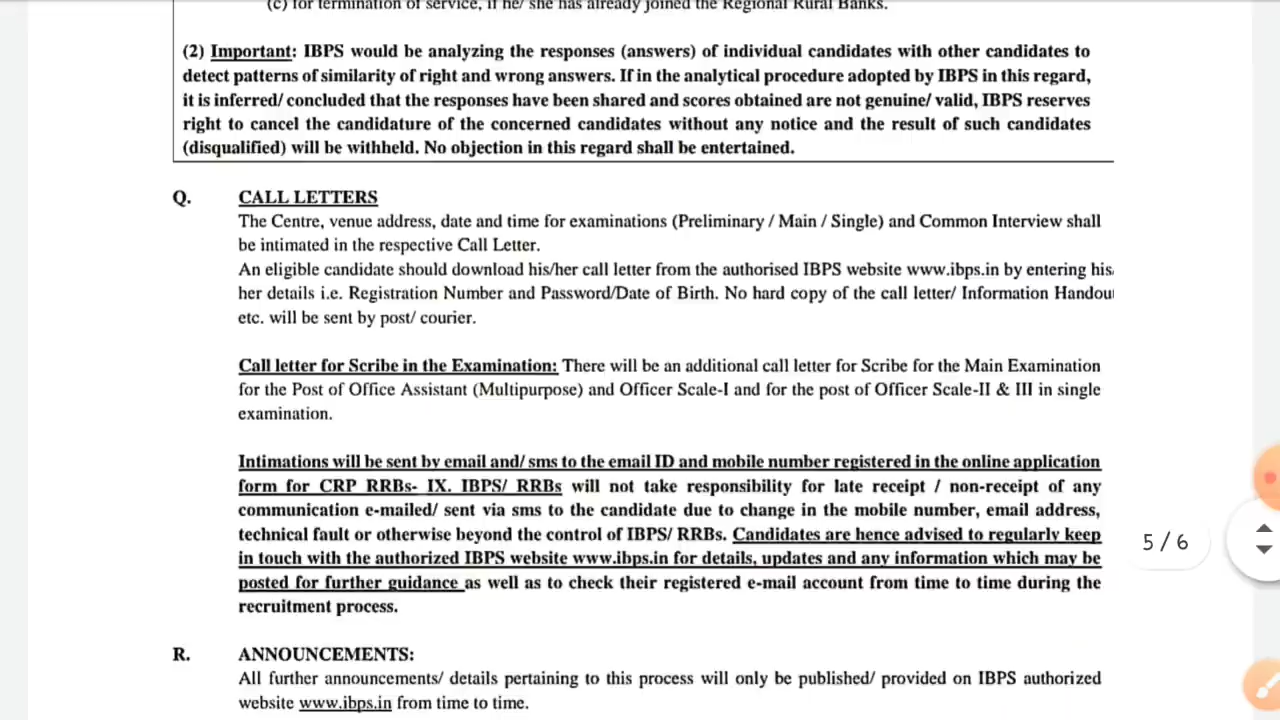 (c) for termination of service, if he/ she has already joined the Regional Rural Banks.
(2) Important: IBPS would be analyzing the responses (answers) of individual candidates with other candidates to
detect patterns of similarity of right and wrong answers. If in the analytical procedure adopted by IBPS in this regard,
it is inferred/ concluded that the responses have been shared and scores obtained are not genuine/ valid, IBPS reserves
right to cancel the candidature of the concerned candidates without any notice and the result of such candidates
(disqualified) will be withheld. No objection in this regard shall be entertained.
Q. CALL LETTERS
The Centre, venue address, date and time for examinations (Preliminary / Main / Single) and Common Interview shall
be intimated in the respective Call Letter.
An eligible candidate should download his/her call letter from the authorised IBPS website www.ibps.in by entering his/
her details i.e. Registration Number and Password/Date of Birth. No hard copy of the call letter/ Information Handou
etc. will be sent by post/ courier.
Call letter for Scribe in the Examination: There will be an additional call letter for Scribe for the Main Examination
for the Post of Office Assistant (Multipurpose) and Officer Scale-I and for the post of Officer Scale-II & III in single
examination.
Intimations will be sent by email and/ sms to the email ID and mobile number registered in the online application
form for CRP RRBs- IX. IBPS/ RRBs will not take responsibility for late receipt / non-receipt of any
communication e-mailed/ sent via sms to the candidate due to change in the mobile number, email address,
technical fault or otherwise beyond the control of IBPS/ RRBs. Candidates are hence advised to regularly keep
in touch with the authorized IBPS website www.ibps.in for details, updates and any information which may be
posted for further guidance as well as to check their registered e-mail account from time to time during the
recruitment process.
5 / 6
R. ANNOUNCEMENTS:
All further announcements/ details pertaining to this process will only be published/ provided on IBPS authorized
website www.ibps.in from time to time.